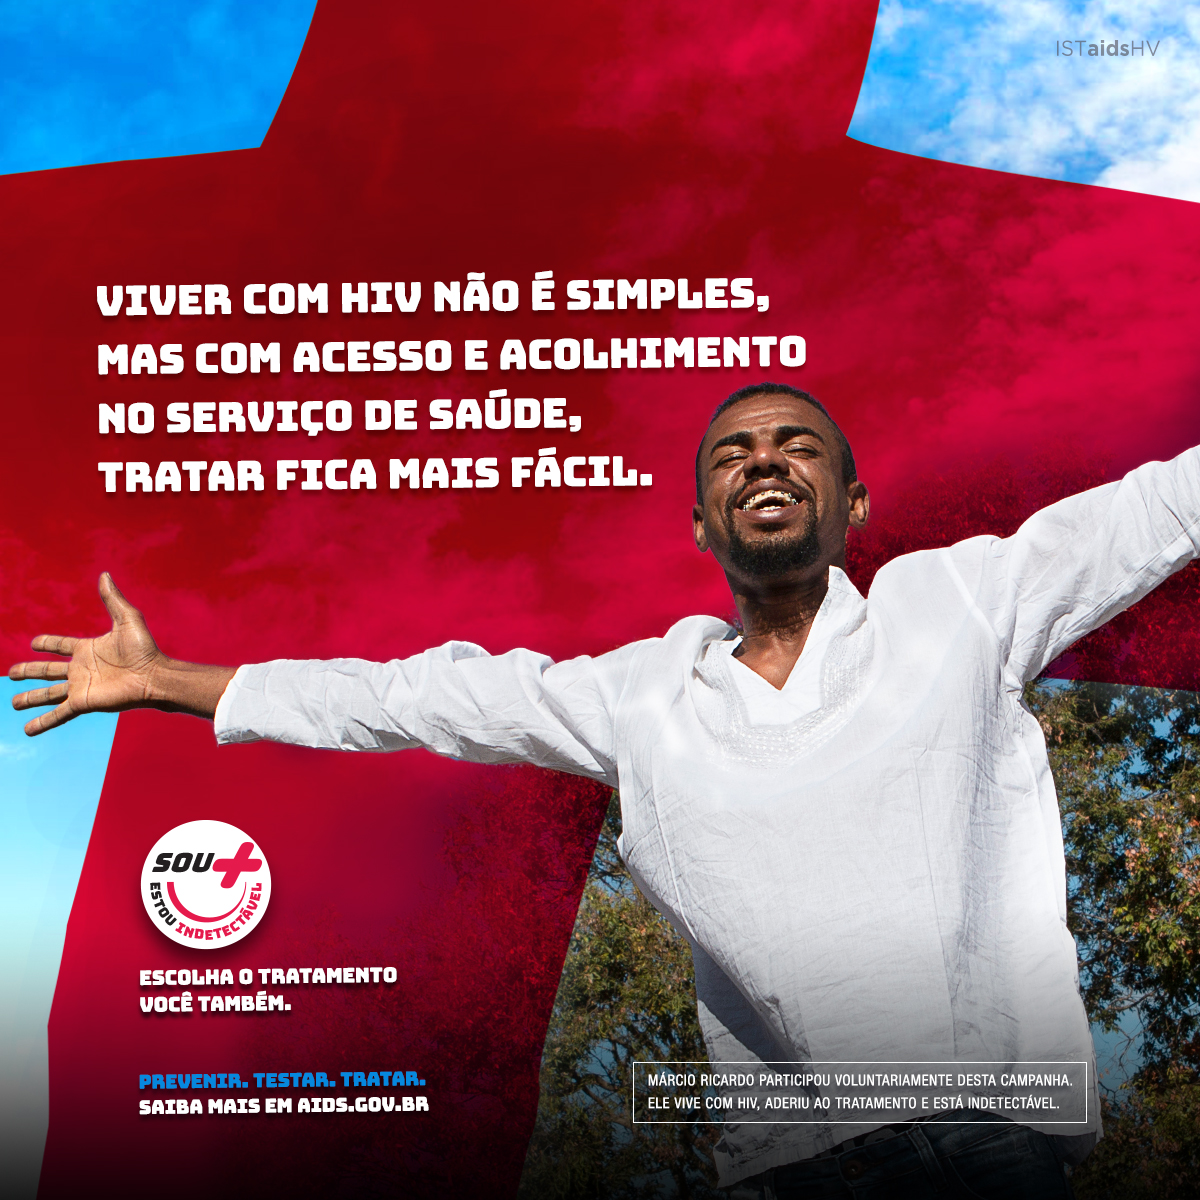 ISTaidsHV
VIVER COM HIV NÃO É SIMPLES,
MAS COM ACESSO E ACOLHIMENTO
NO SERVIÇO DE SAÚDE,
TRATAR FICA MAIS FÁCIL.
SOU+
ESTOU INDETECTÁVEL
ESCOLHA O TRATAMENTO
VOCÊ TAMBÉM.
PREVENIR. TESTAR. TRATAR.
SAIBA MAIS EM AIDS.GOV.BR
MÁRCIO RICARDO PARTICIPOU VOLUNTARIAMENTE DESTA CAMPANHA.
ELE VIVE COM HIV, ADERIU AO TRATAMENTO E ESTÁ INDETECTÁVEL.